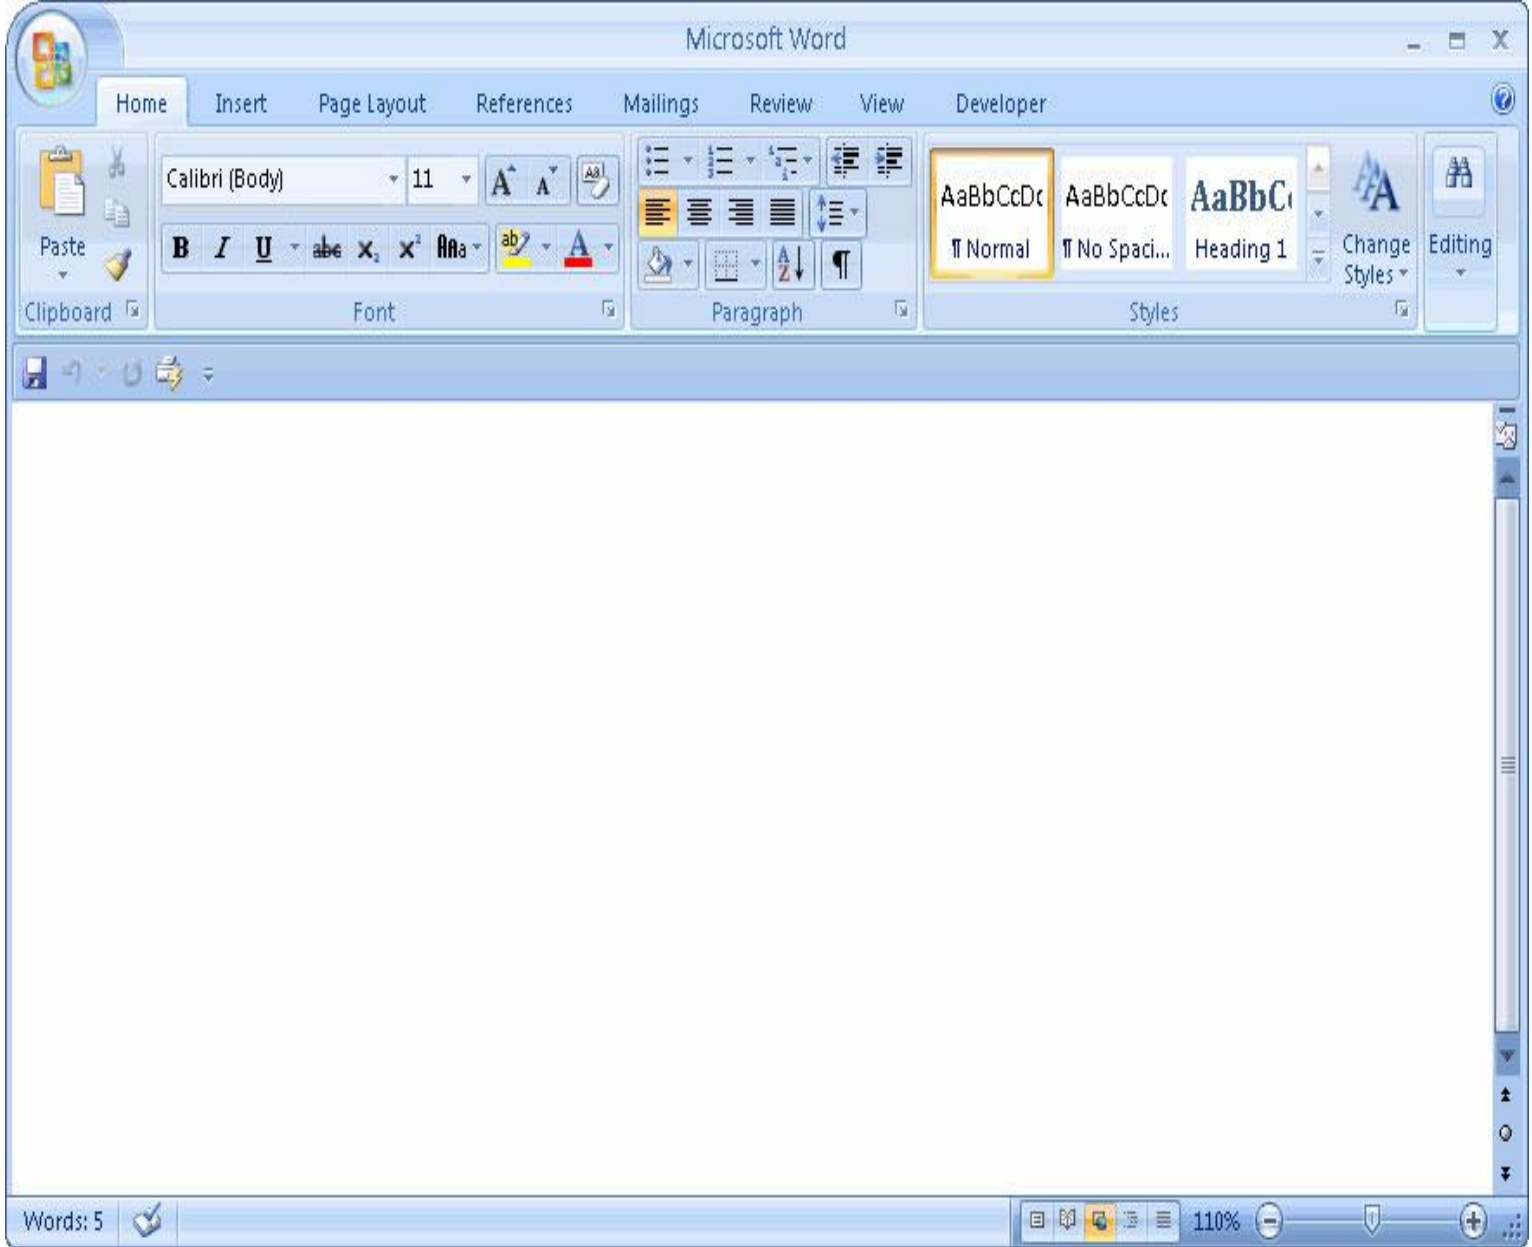 Microsoft Word
Home Insert Page Layout References Mailings Review View Developer
Calibri (Body) 11
AaBbCcDc AaBbCcDc AaBbC
Paste
¶ Normal ¶ No Spaci... Heading 1
Change Styles
Editing
Clipboard Font Paragraph Styles
Words: 5 110%